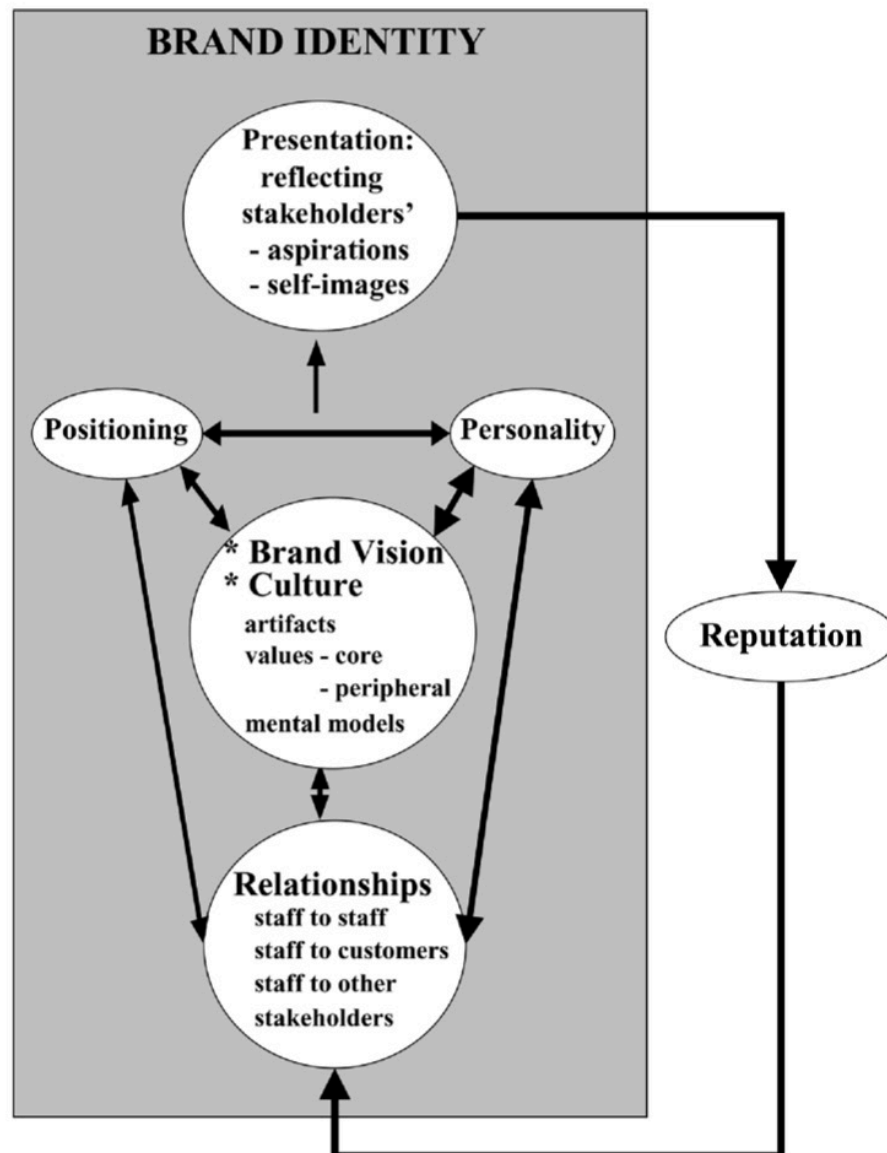 BRAND IDENTITY
Presentation:
reflecting
stakeholders’
- aspirations
- self-images
Positioning
Personality
* Brand Vision
* Culture
artifacts
values - core
- peripheral
mental models
Reputation
Relationships
staff to staff
staff to customers
staff to other
stakeholders